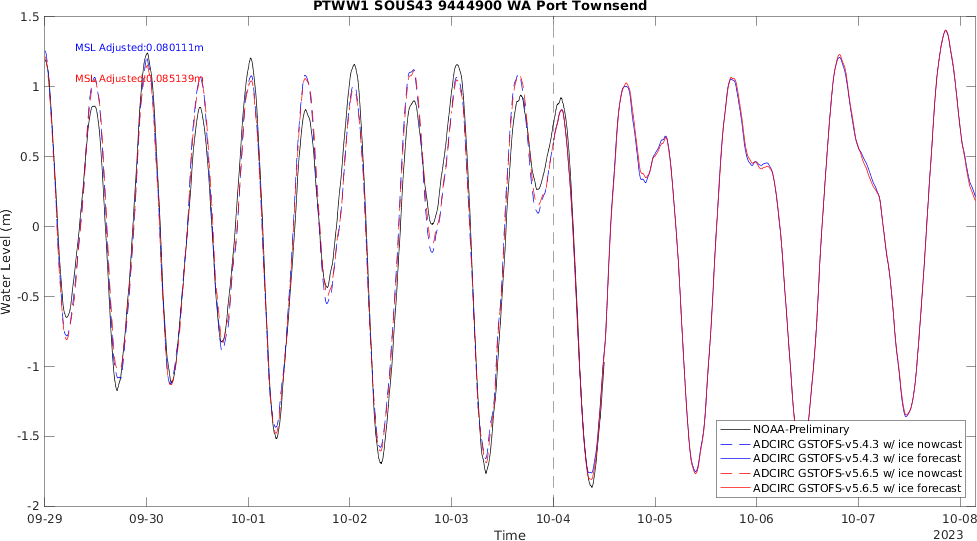 PTWW1 SOUS43 9444900 WA Port Townsend
MSL Adjusted:0.080111m
MSL Adjusted:0.085139m
Water Level (m)
1.5
1
0.5
0
-0.5
-1
-1.5
-2
NOAA-Preliminary
ADCIRC GSTOFS-v5.4.3 w/ ice nowcast
ADCIRC GSTOFS-v5.4.3 w/ ice forecast
ADCIRC GSTOFS-v5.6.5 w/ ice nowcast
ADCIRC GSTOFS-v5.6.5 w/ ice forecast
09-29 09-30 10-01 10-02 10-03 10-04 10-05 10-06 10-07 10-08
Time
2023